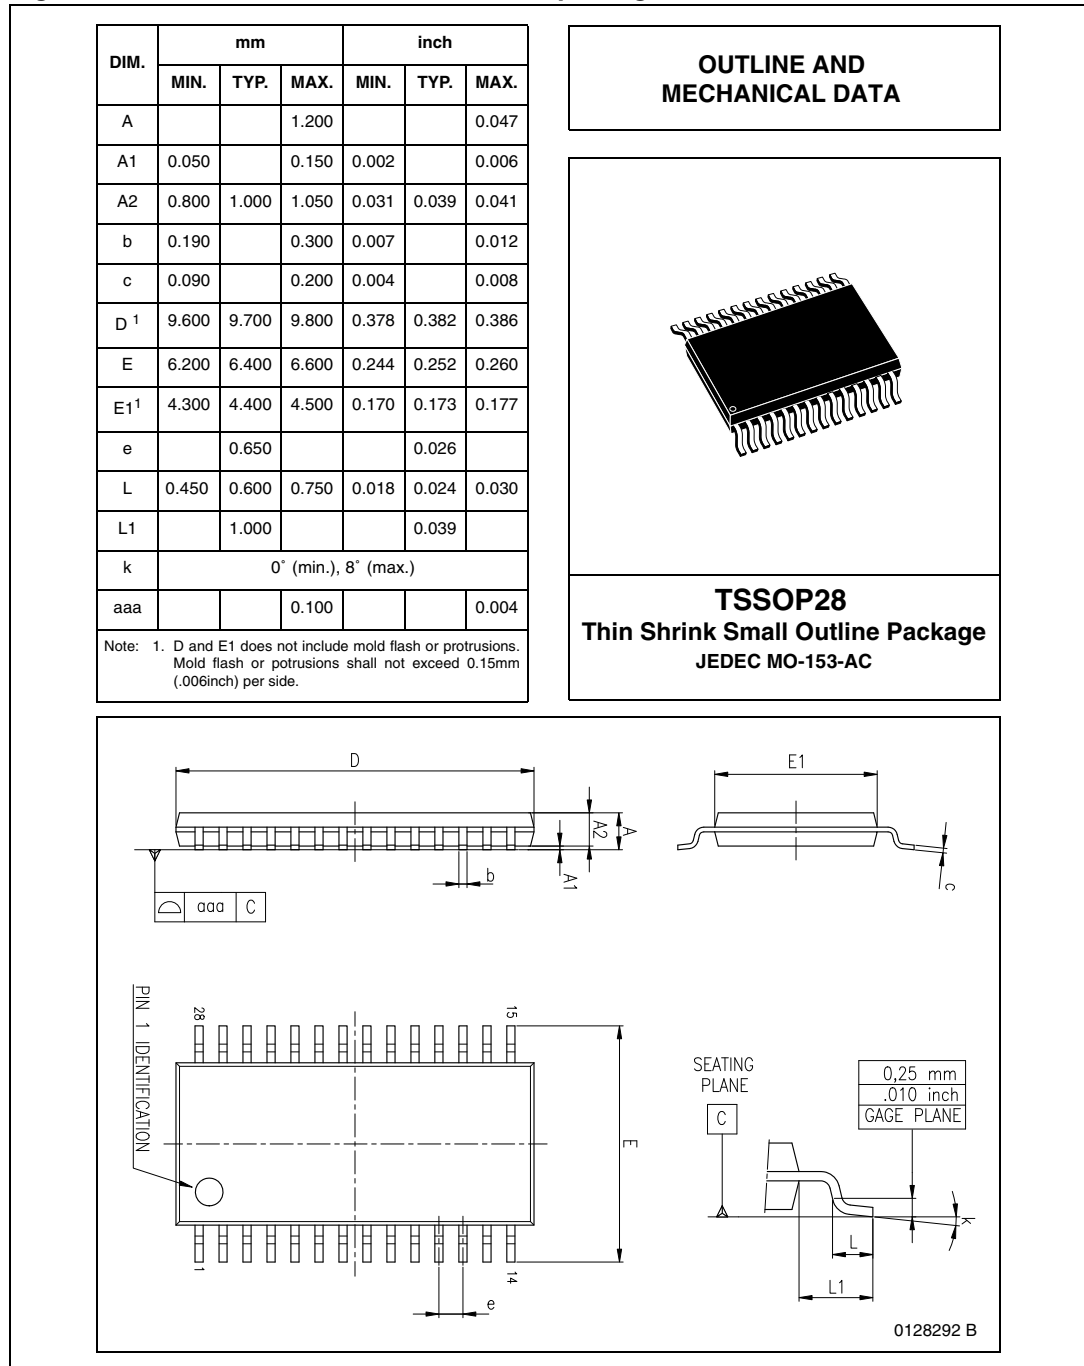 DIM. mm inch
MIN. TYP. MAX. MIN. TYP. MAX.
A 1.200 0.047
A1 0.050 0.150 0.002 0.006
A2 0.800 1.000 1.050 0.031 0.039 0.041
b 0.190 0.300 0.007 0.012
c 0.090 0.200 0.004 0.008
D 1 9.600 9.700 9.800 0.378 0.382 0.386
E 6.200 6.400 6.600 0.244 0.252 0.260
E11 4.300 4.400 4.500 0.170 0.173 0.177
e 0.650 0.026
L 0.450 0.600 0.750 0.018 0.024 0.030
L1 1.000 0.039
k 0˚ (min.), 8˚ (max.)
aaa 0.100 0.004
Note: 1. D and E1 does not include mold flash or protrusions.
Mold flash or potrusions shall not exceed 0.15mm
(.006inch) per side.
OUTLINE AND
MECHANICAL DATA
TSSOP28
Thin Shrink Small Outline Package
JEDEC MO-153-AC
D
A2
A
A1
b
aaa C
E1
c
PIN 1 IDENTIFICATION
28
15
E
1
14
e
SEATING
PLANE
C
0,25 mm
.010 inch
GAGE PLANE
k
L
L1
0128292 B